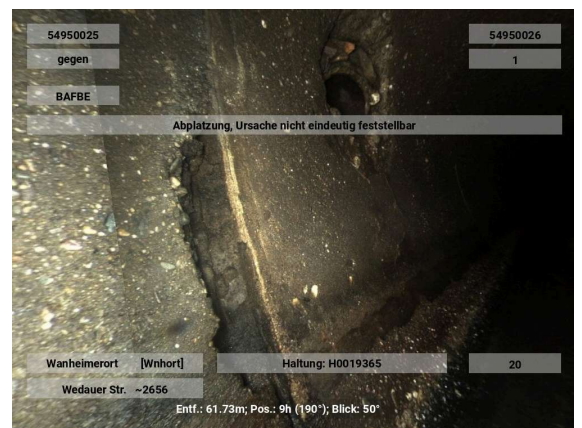 54950025
54950026
gegen
1
BAFBE
Abplatzung, Ursache nicht eindeutig feststellbar
Wanheimerort [Wnhort]
Haltung: H0019365
20
Wedauer Str. ~2656
Entf.: 61.73m; Pos.: 9h (190°); Blick: 50°